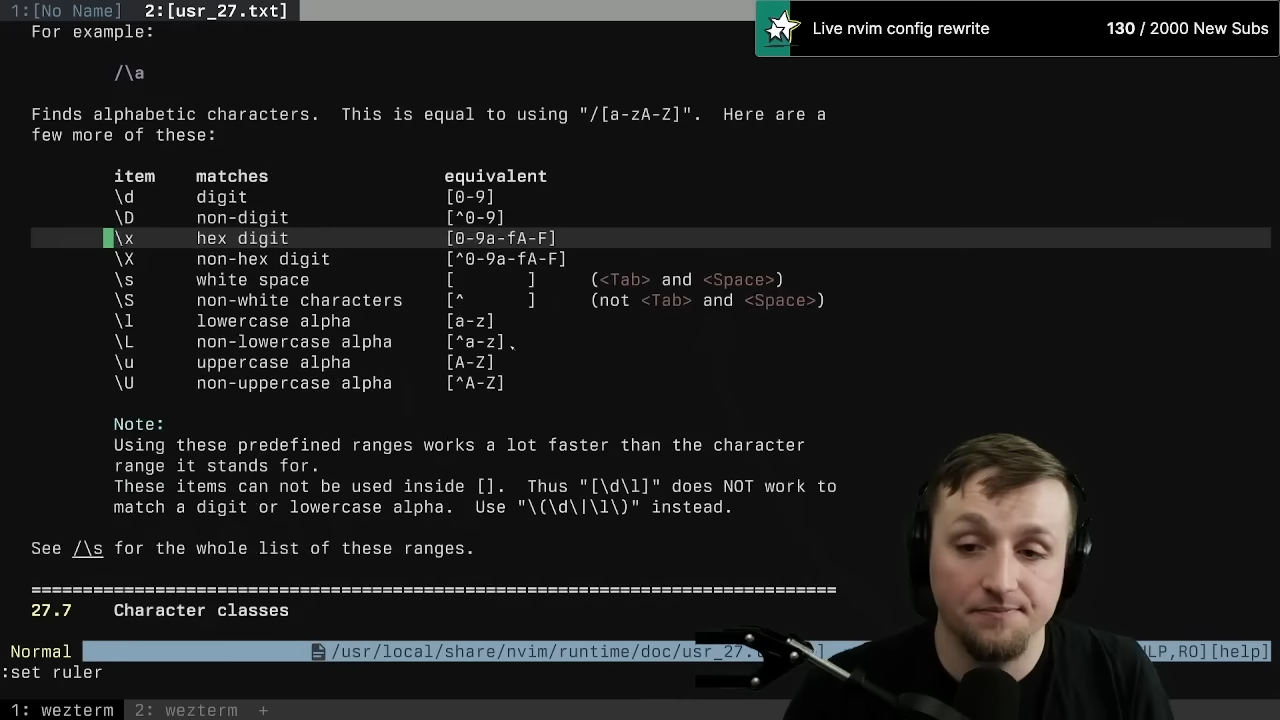 1:[No Name]  2:[usr_27.txt]
Live nvim config rewrite  130 / 2000 New Subs
For example:
/\a
Finds alphabetic characters.  This is equal to using "/[a-zA-Z]".  Here are a
few more of these:
item    matches                 equivalent
\d      digit                   [0-9]
\D      non-digit               [^0-9]
\x      hex digit               [0-9a-fA-F]
\X      non-hex digit           [^0-9a-fA-F]
\s      white space             [       ]     (<Tab> and <Space>)
\S      non-white characters    [^      ]     (not <Tab> and <Space>)
\l      lowercase alpha         [a-z]
\L      non-lowercase alpha     [^a-z]
\u      uppercase alpha         [A-Z]
\U      non-uppercase alpha     [^A-Z]
Note:
Using these predefined ranges works a lot faster than the character
range it stands for.
These items can not be used inside [].  Thus "[\d\l]" does NOT work to
match a digit or lowercase alpha.  Use "\(\d\|\l\)" instead.
See /\s for the whole list of these ranges.
==============================================================================
27.7    Character classes
Normal  /usr/local/share/nvim/runtime/doc/usr_27. LP,RO][help]
:set ruler
1: wezterm  2: wezterm  +